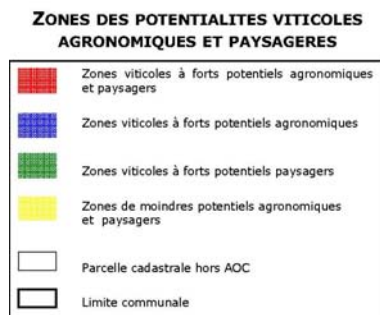 ZONES DES POTENTIALITES VITICOLES
AGRONOMIQUES ET PAYSAGERES
Zones viticoles à forts potentiels agronomiques
et paysagers
Zones viticoles à forts potentiels agronomiques
Zones viticoles à forts potentiels paysagers
Zones de moindres potentiels agronomiques
et paysagers
Parcelle cadastrale hors AOC
Limite communale